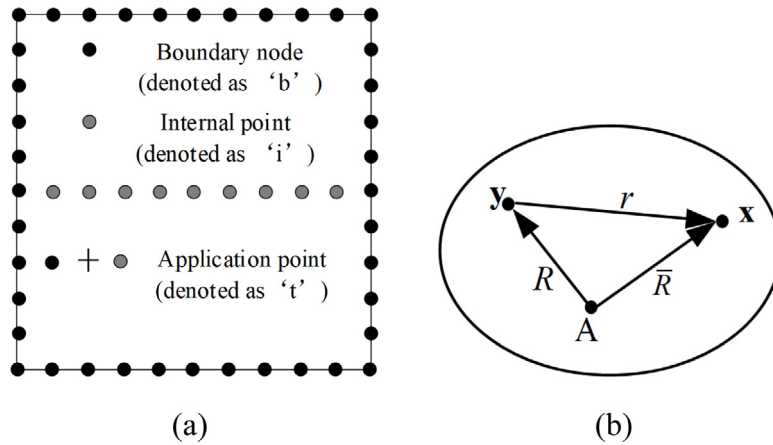 Boundary node
(denoted as ‘b’)
Internal point
(denoted as ‘i’)
Application point
(denoted as ‘t’)
(a)
y
r
x
R
R̅
A
(b)